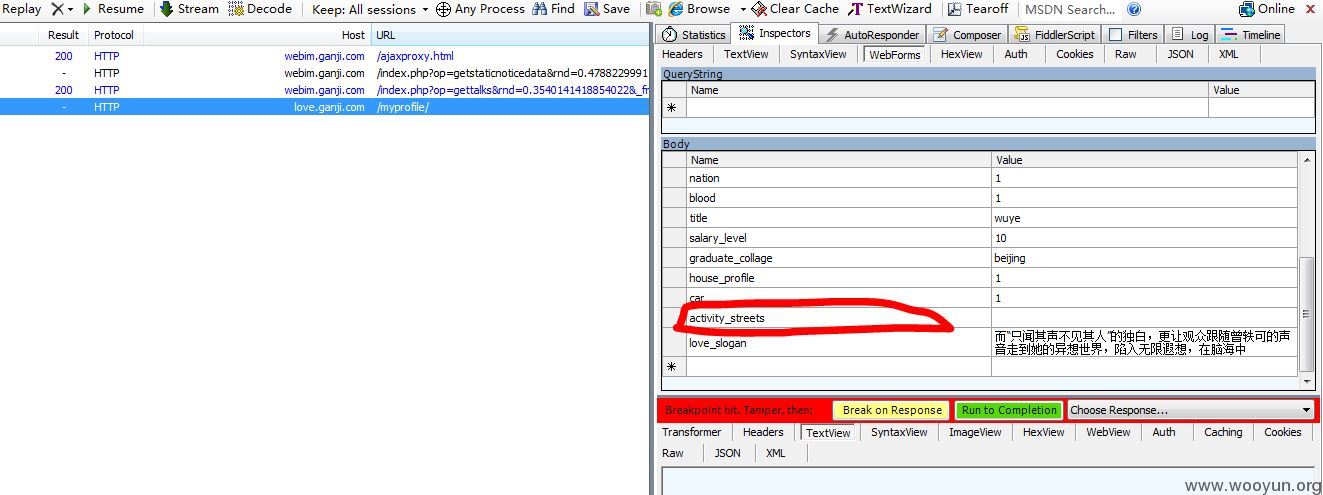 Replay X Resume Stream Decode Keep: All sessions Any Process Find Save Browse Clear Cache TextWizard Tearoff MSDN Search... Online X
Statistics Inspectors AutoResponder Composer FiddlerScript Filters Log Timeline
Headers TextView SyntaxView WebForms HexView Auth Cookies Raw JSON XML
Result Protocol Host URL
200 HTTP webim.ganji.com /ajaxproxy.html
- HTTP webim.ganji.com /index.php?op=getstaticnoticedata&rnd=0.4788229991
200 HTTP webim.ganji.com /index.php?op=gettalks&rnd=0.3540141418854022&_fr
- HTTP love.ganji.com /myprofile/
QueryString
Name Value
Body
Name Value
nation 1
blood 1
title wuye
salary_level 10
graduate_collage beijing
house_profile 1
car 1
activity_streets
love_slogan 而“只闻其声不见其人”的独白，更让观众跟随曾轶可的声
音走到她的异想世界，陷入无限遐想，在脑海中
Breakpoint hit. Tamper, then: Break on Response Run to Completion Choose Response...
Transformer Headers TextView SyntaxView ImageView HexView WebView Auth Caching Cookies
Raw JSON XML
www.wooyun.org